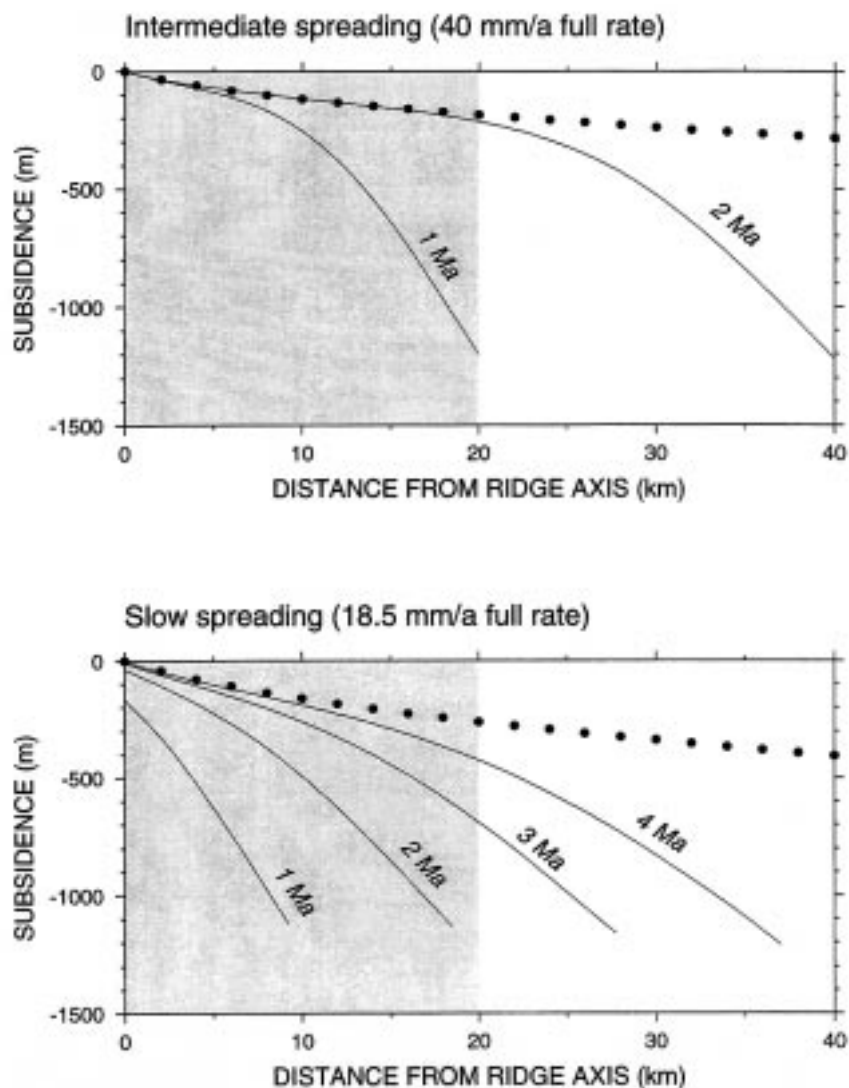 Intermediate spreading (40 mm/a full rate)
0
-500
-1000
-1500
SUBSIDENCE (m)
1 Ma
2 Ma
0 10 20 30 40
DISTANCE FROM RIDGE AXIS (km)
Slow spreading (18.5 mm/a full rate)
0
-500
-1000
-1500
SUBSIDENCE (m)
1 Ma
2 Ma
3 Ma
4 Ma
0 10 20 30 40
DISTANCE FROM RIDGE AXIS (km)